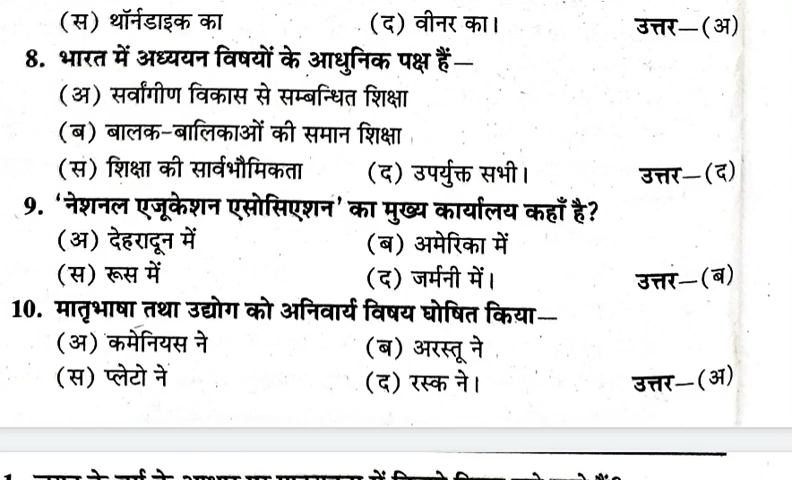 (स) थॉर्नडाइक का (द) वीनर का। उत्तर—(अ)
8. भारत में अध्ययन विषयों के आधुनिक पक्ष हैं—
(अ) सर्वांगीण विकास से सम्बन्धित शिक्षा
(ब) बालक-बालिकाओं की समान शिक्षा
(स) शिक्षा की सार्वभौमिकता (द) उपर्युक्त सभी। उत्तर—(द)
9. 'नेशनल एजूकेशन एसोसिएशन' का मुख्य कार्यालय कहाँ है?
(अ) देहरादून में (ब) अमेरिका में
(स) रूस में (द) जर्मनी में। उत्तर—(ब)
10. मातृभाषा तथा उद्योग को अनिवार्य विषय घोषित किया—
(अ) कमेनियस ने (ब) अरस्तू ने
(स) प्लेटो ने (द) रस्क ने। उत्तर—(अ)